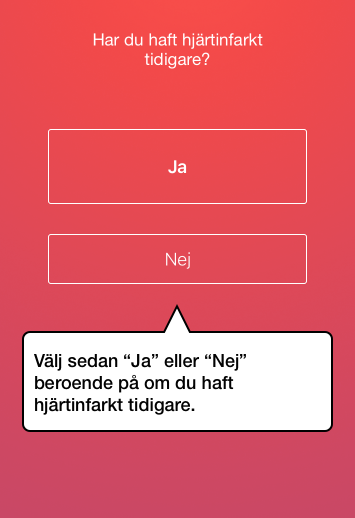 Har du haft hjärtinfarkt
tidigare?
Ja
Nej
Välj sedan “Ja” eller “Nej”
beroende på om du haft
hjärtinfarkt tidigare.